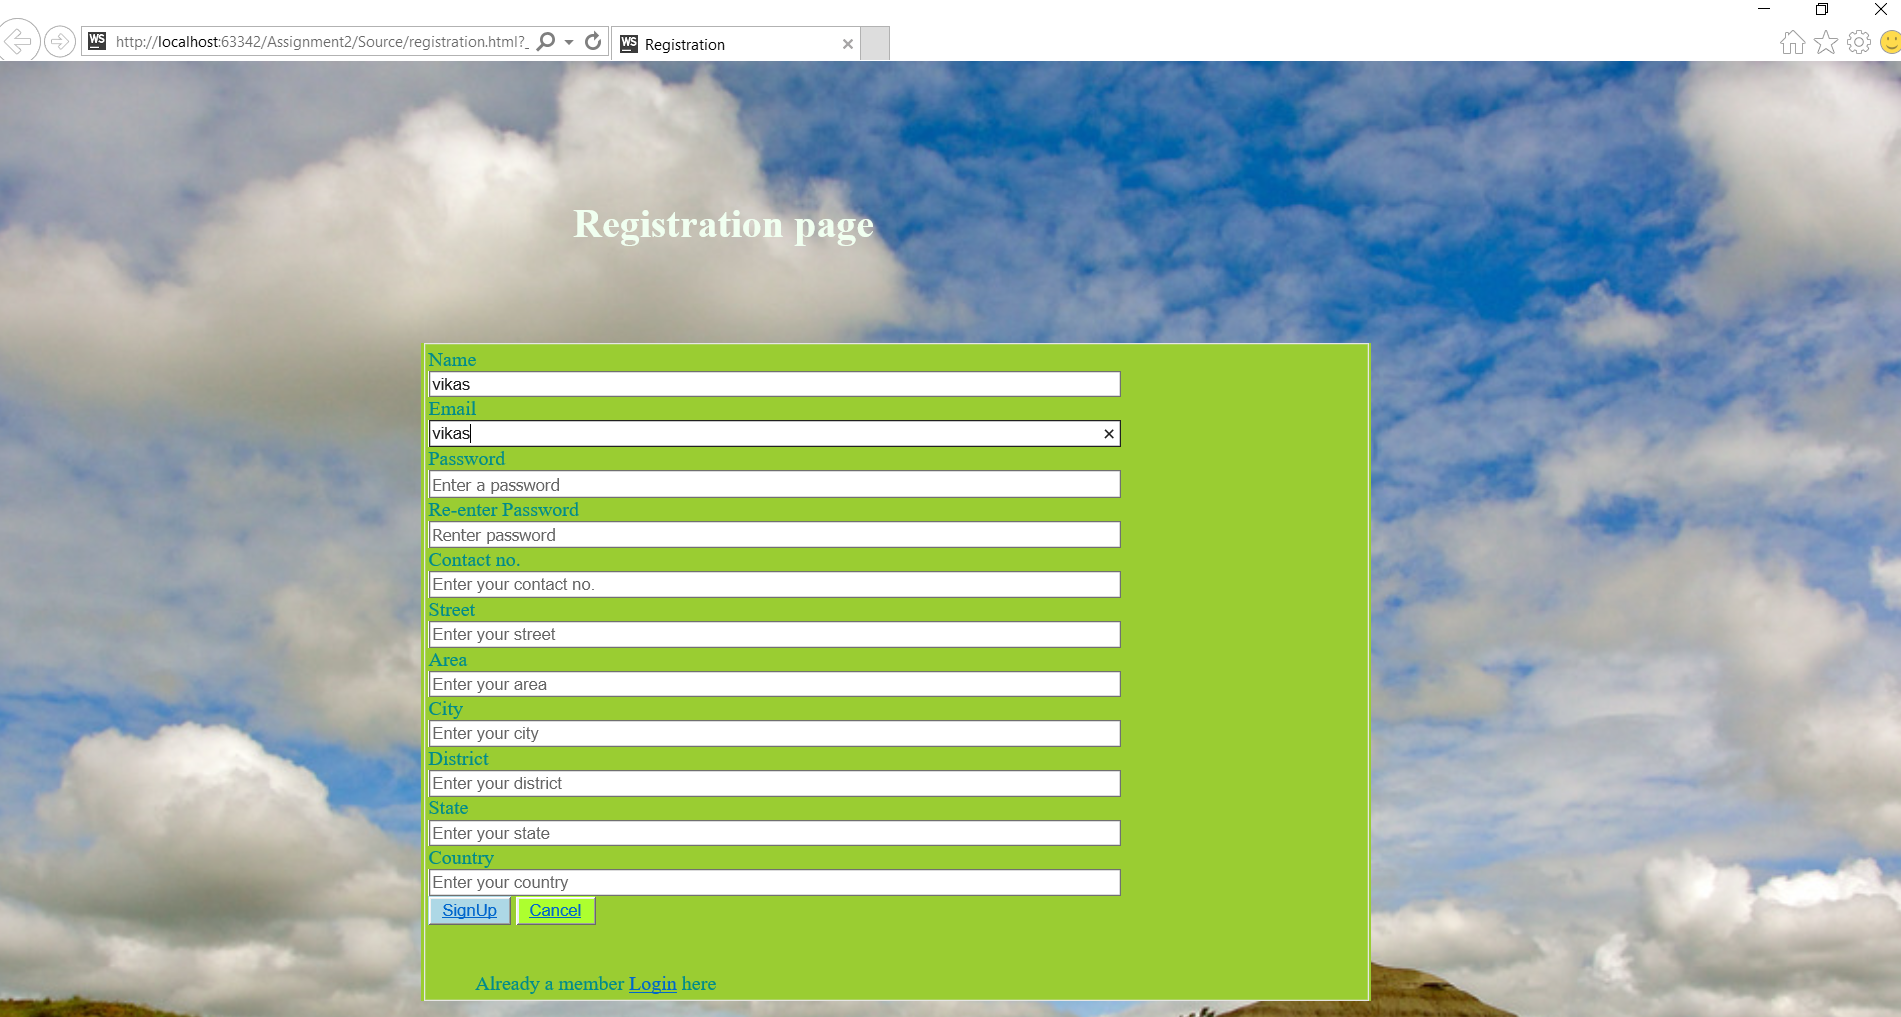 WS http://localhost:63342/Assignment2/Source/registration.html?_ WS Registration
Registration page
Name
vikas
Email
vikas
Password
Enter a password
Re-enter Password
Renter password
Contact no.
Enter your contact no.
Street
Enter your street
Area
Enter your area
City
Enter your city
District
Enter your district
State
Enter your state
Country
Enter your country
SignUp Cancel
Already a member Login here